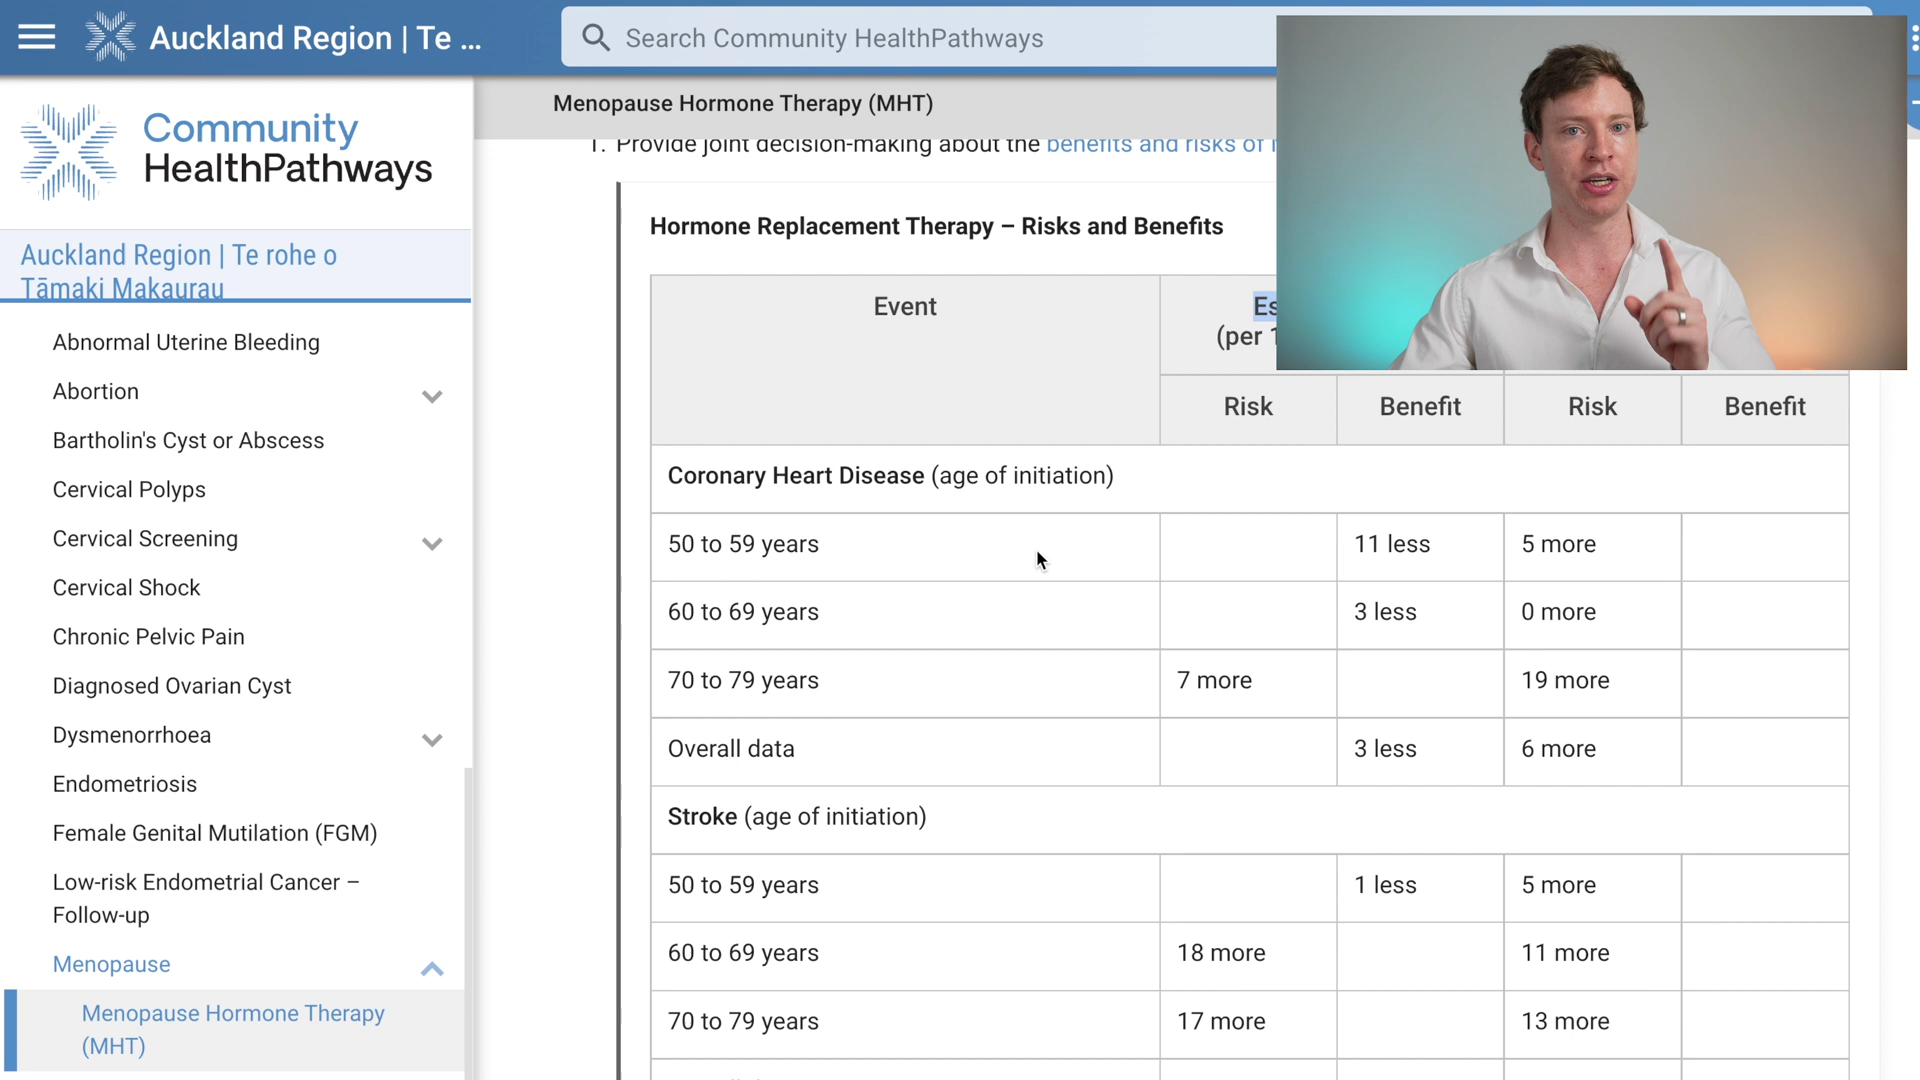 Auckland Region | Te ...
Search Community HealthPathways
Community
HealthPathways
Auckland Region | Te rohe o
Tāmaki Makaurau
Abnormal Uterine Bleeding
Abortion
Bartholin's Cyst or Abscess
Cervical Polyps
Cervical Screening
Cervical Shock
Chronic Pelvic Pain
Diagnosed Ovarian Cyst
Dysmenorrhoea
Endometriosis
Female Genital Mutilation (FGM)
Low-risk Endometrial Cancer –
Follow-up
Menopause
Menopause Hormone Therapy
(MHT)
Menopause Hormone Therapy (MHT)
1. Provide joint decision-making about the benefits and risks of
Hormone Replacement Therapy – Risks and Benefits
Event
Es
(per 1
Risk Benefit Risk Benefit
Coronary Heart Disease (age of initiation)
50 to 59 years 11 less 5 more
60 to 69 years 3 less 0 more
70 to 79 years 7 more 19 more
Overall data 3 less 6 more
Stroke (age of initiation)
50 to 59 years 1 less 5 more
60 to 69 years 18 more 11 more
70 to 79 years 17 more 13 more